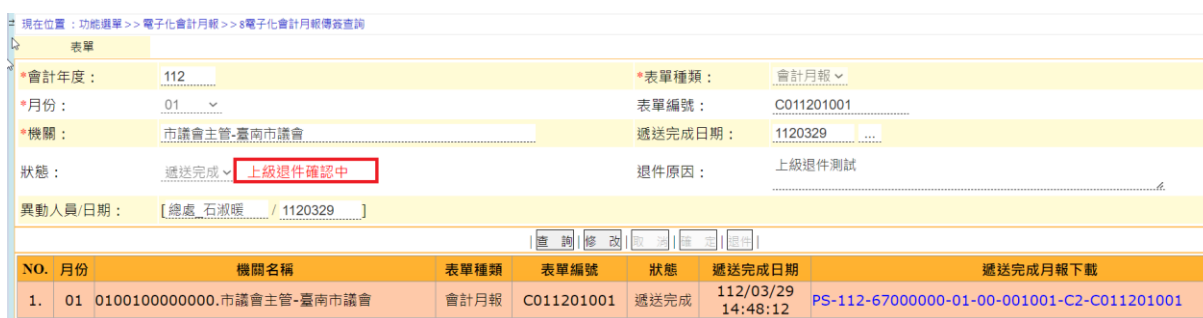 現在位置 ：功能選單>>電子化會計月報>>8電子化會計月報傳簽查詢
表單
*會計年度： 112 *表單種類： 會計月報
*月份： 01 表單編號： C011201001
*機關： 市議會主管-臺南市議會 遞送完成日期： 1120329 ...
狀態： 遞送完成 上級退件確認中 退件原因： 上級退件測試
異動人員/日期： [ 總處_石淑暖 / 1120329 ]
|查 詢|修 改|取 消|確 定|退件|
NO. 月份 機關名稱 表單種類 表單編號 狀態 遞送完成日期 遞送完成月報下載
1. 01 0100100000000.市議會主管-臺南市議會 會計月報 C011201001 遞送完成 112/03/29 PS-112-67000000-01-00-001001-C2-C011201001
14:48:12